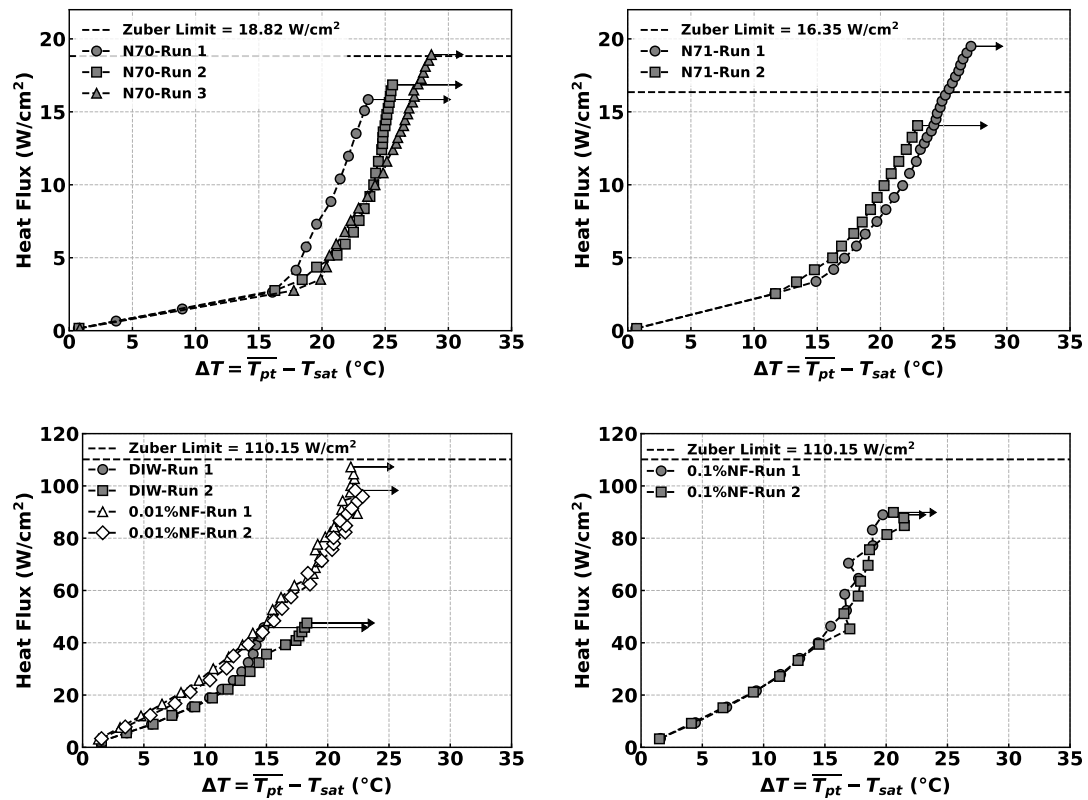 Zuber Limit = 18.82 W/cm²
N70-Run 1
N70-Run 2
N70-Run 3
Heat Flux (W/cm²)
20
15
10
5
0
0 5 10 15 20 25 30 35
ΔT = T̅p̅t̅ − Tsat (°C)
Zuber Limit = 16.35 W/cm²
N71-Run 1
N71-Run 2
Heat Flux (W/cm²)
20
15
10
5
0
0 5 10 15 20 25 30 35
ΔT = T̅p̅t̅ − Tsat (°C)
Zuber Limit = 110.15 W/cm²
DIW-Run 1
DIW-Run 2
0.01%NF-Run 1
0.01%NF-Run 2
Heat Flux (W/cm²)
120
100
80
60
40
20
0
0 5 10 15 20 25 30 35
ΔT = T̅p̅t̅ − Tsat (°C)
Zuber Limit = 110.15 W/cm²
0.1%NF-Run 1
0.1%NF-Run 2
Heat Flux (W/cm²)
120
100
80
60
40
20
0
0 5 10 15 20 25 30 35
ΔT = T̅p̅t̅ − Tsat (°C)